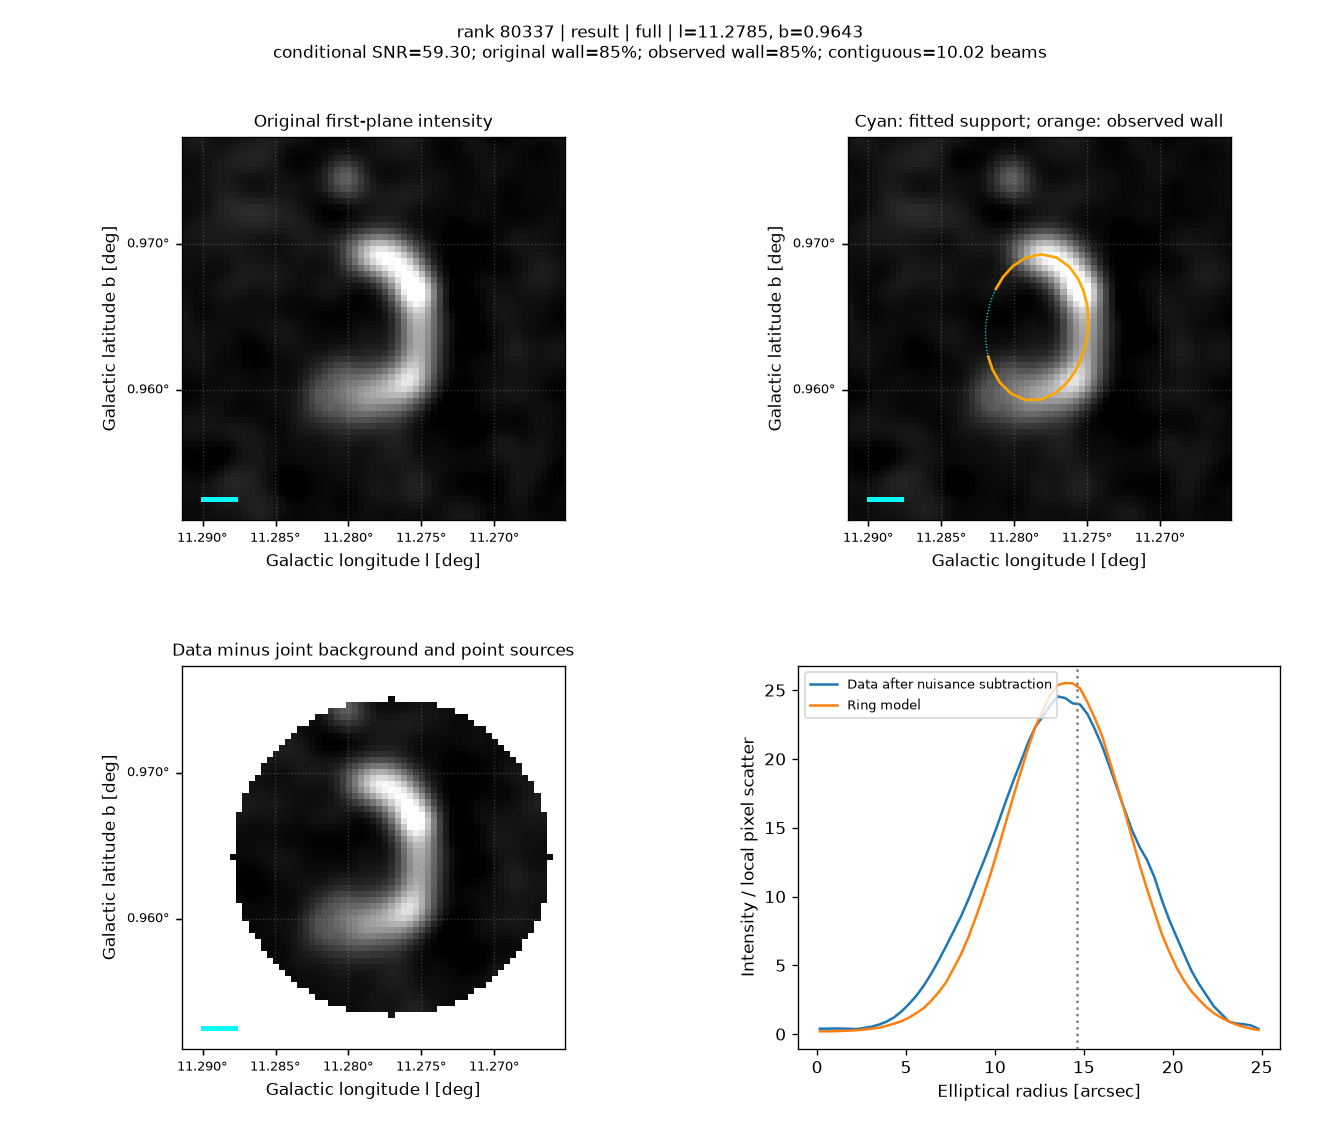 rank 80337 | result | full | l=11.2785, b=0.9643
conditional SNR=59.30; original wall=85%; observed wall=85%; contiguous=10.02 beams
Original first-plane intensity
Galactic latitude b [deg]
0.970°
0.960°
11.290°
11.285°
11.280°
11.275°
11.270°
Galactic longitude l [deg]
Cyan: fitted support; orange: observed wall
Galactic latitude b [deg]
0.970°
0.960°
11.290°
11.285°
11.280°
11.275°
11.270°
Galactic longitude l [deg]
Data minus joint background and point sources
Galactic latitude b [deg]
0.970°
0.960°
11.290°
11.285°
11.280°
11.275°
11.270°
Galactic longitude l [deg]
Data after nuisance subtraction
Ring model
Intensity / local pixel scatter
25
20
15
10
5
0
0
5
10
15
20
25
Elliptical radius [arcsec]